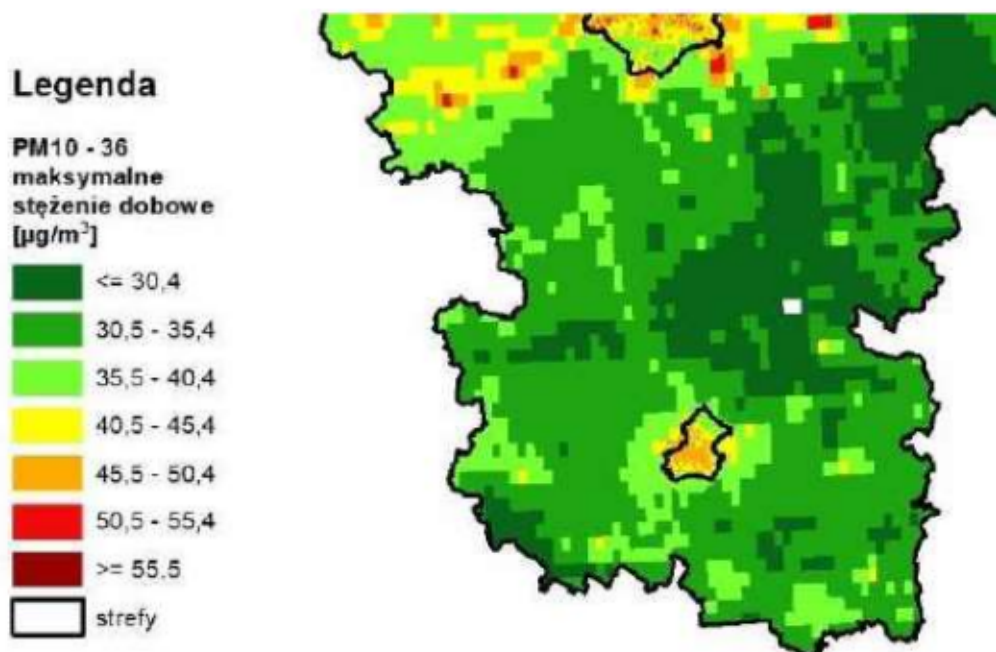 Legenda
PM10 - 36
maksymalne
stężenie dobowe
[µg/m³]
<= 30,4
30,5 - 35,4
35,5 - 40,4
40,5 - 45,4
45,5 - 50,4
50,5 - 55,4
>= 55,5
strefy